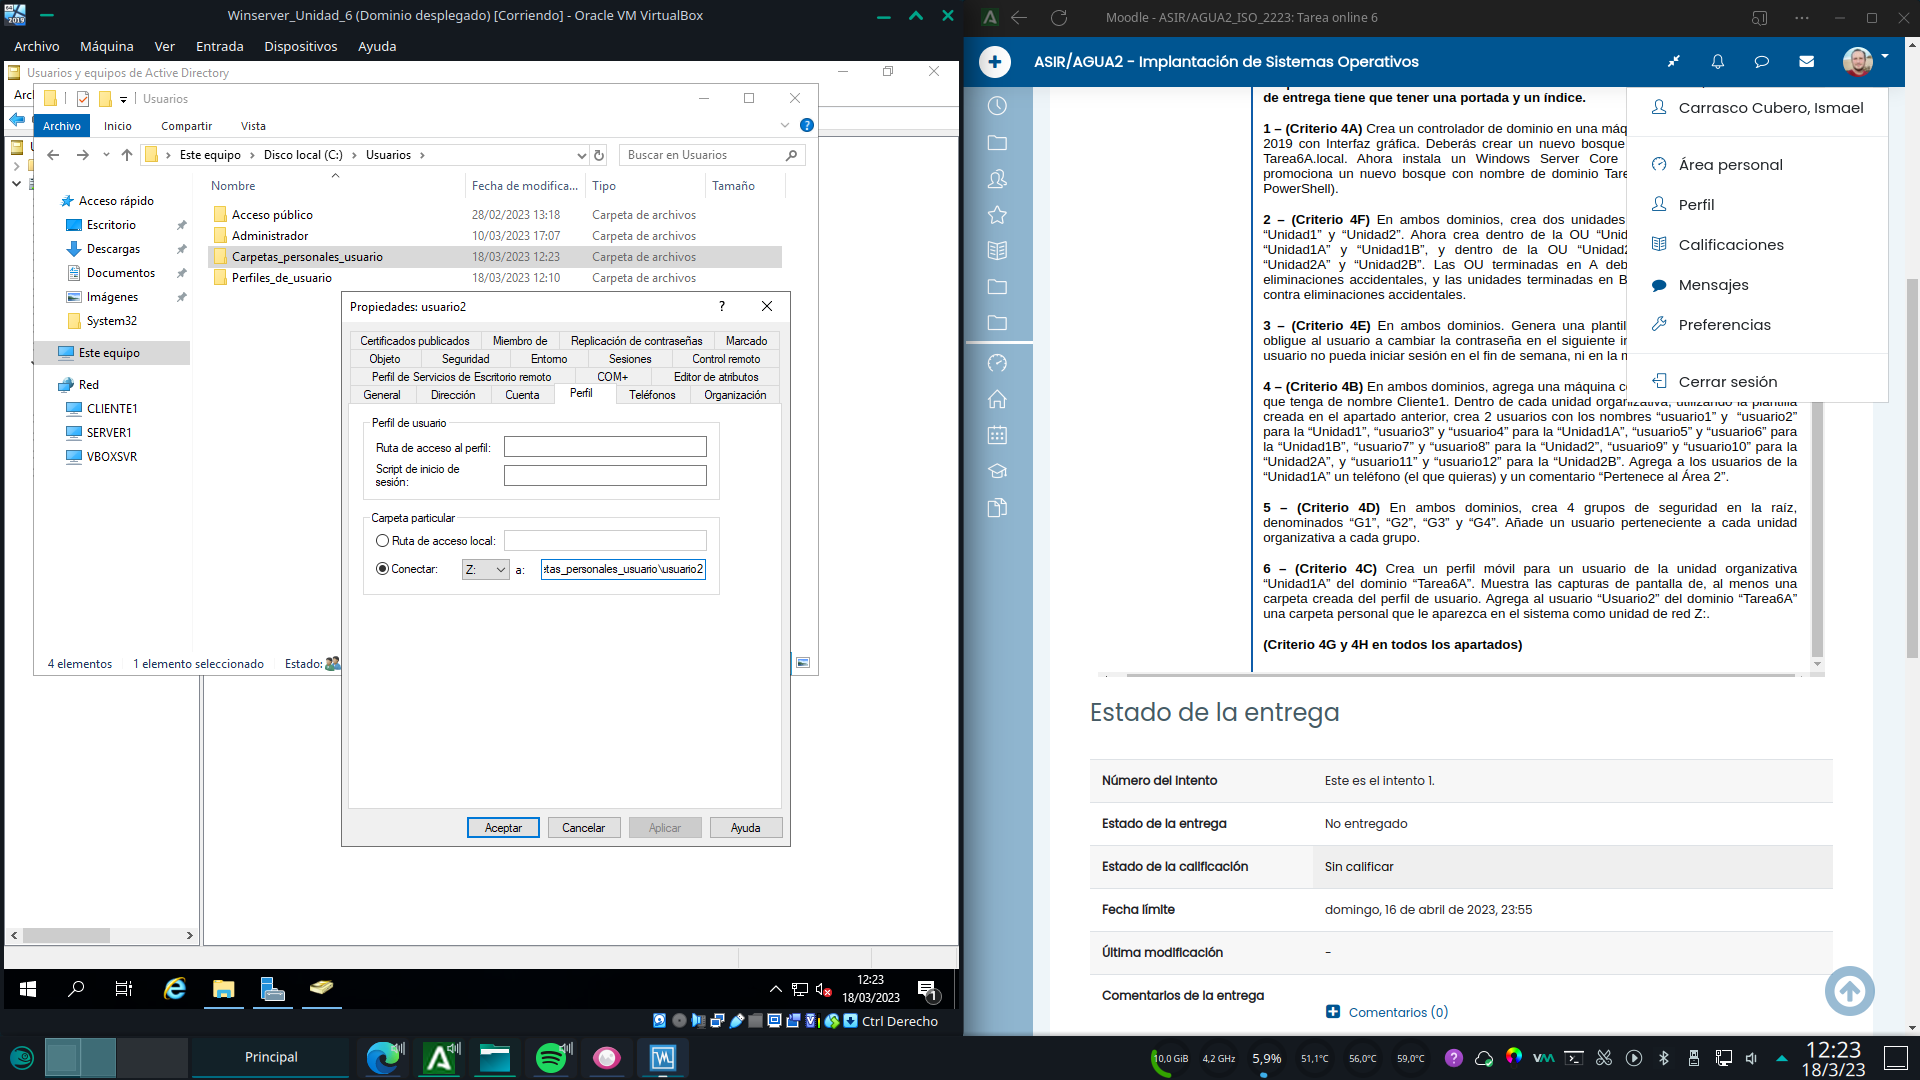 Winserver_Unidad_6 (Dominio desplegado) [Corriendo] - Oracle VM VirtualBox
Archivo Máquina Ver Entrada Dispositivos Ayuda
Usuarios y equipos de Active Directory
Usuarios
Archivo Inicio Compartir Vista
Este equipo Disco local (C:) Usuarios
Buscar en Usuarios
Acceso rápido
Escritorio
Descargas
Documentos
Imágenes
System32
Este equipo
Red
CLIENTE1
SERVER1
VBOXSVR
Nombre Fecha de modifica... Tipo Tamaño
Acceso público 28/02/2023 13:18 Carpeta de archivos
Administrador 10/03/2023 17:07 Carpeta de archivos
Carpetas_personales_usuario 18/03/2023 12:23 Carpeta de archivos
Perfiles_de_usuario 18/03/2023 12:10 Carpeta de archivos
4 elementos 1 elemento seleccionado Estado:
Propiedades: usuario2
Certificados publicados Miembro de Replicación de contraseñas Marcado
Objeto Seguridad Entorno Sesiones Control remoto
Perfil de Servicios de Escritorio remoto COM+ Editor de atributos
General Dirección Cuenta Perfil Teléfonos Organización
Perfil de usuario
Ruta de acceso al perfil:
Script de inicio de
sesión:
Carpeta particular
Ruta de acceso local:
Conectar: Z: a: tas_personales_usuario\usuario2
Aceptar Cancelar Aplicar Ayuda
12:23
18/03/2023
1
Ctrl Derecho
Moodle - ASIR/AGUA2_ISO_2223: Tarea online 6
ASIR/AGUA2 - Implantación de Sistemas Operativos
Carrasco Cubero, Ismael
Área personal
Perfil
Calificaciones
Mensajes
Preferencias
Cerrar sesión
de entrega tiene que tener una portada y un índice.
1 – (Criterio 4A) Crea un controlador de dominio en una máq
2019 con Interfaz gráfica. Deberás crear un nuevo bosque
Tarea6A.local. Ahora instala un Windows Server Core
promociona un nuevo bosque con nombre de dominio Tare
PowerShell).
2 – (Criterio 4F) En ambos dominios, crea dos unidades
“Unidad1” y “Unidad2”. Ahora crea dentro de la OU “Unid
“Unidad1A” y “Unidad1B”, y dentro de la OU “Unidad2
“Unidad2A” y “Unidad2B”. Las OU terminadas en A deb
eliminaciones accidentales, y las unidades terminadas en B
contra eliminaciones accidentales.
3 – (Criterio 4E) En ambos dominios. Genera una plantil
obligue al usuario a cambiar la contraseña en el siguiente in
usuario no pueda iniciar sesión en el fin de semana, ni en la m
4 – (Criterio 4B) En ambos dominios, agrega una máquina c
que tenga de nombre Cliente1. Dentro de cada unidad organizativa, utilizando la plantilla
creada en el apartado anterior, crea 2 usuarios con los nombres “usuario1” y “usuario2”
para la “Unidad1”, “usuario3” y “usuario4” para la “Unidad1A”, “usuario5” y “usuario6” para
la “Unidad1B”, “usuario7” y “usuario8” para la “Unidad2”, “usuario9” y “usuario10” para la
“Unidad2A”, y “usuario11” y “usuario12” para la “Unidad2B”. Agrega a los usuarios de la
“Unidad1A” un teléfono (el que quieras) y un comentario “Pertenece al Área 2”.
5 – (Criterio 4D) En ambos dominios, crea 4 grupos de seguridad en la raíz,
denominados “G1”, “G2”, “G3” y “G4”. Añade un usuario perteneciente a cada unidad
organizativa a cada grupo.
6 – (Criterio 4C) Crea un perfil móvil para un usuario de la unidad organizativa
“Unidad1A” del dominio “Tarea6A”. Muestra las capturas de pantalla de, al menos una
carpeta creada del perfil de usuario. Agrega al usuario “Usuario2” del dominio “Tarea6A”
una carpeta personal que le aparezca en el sistema como unidad de red Z:.
(Criterio 4G y 4H en todos los apartados)
Estado de la entrega
Número del intento Este es el intento 1.
Estado de la entrega No entregado
Estado de la calificación Sin calificar
Fecha límite domingo, 16 de abril de 2023, 23:55
Última modificación -
Comentarios de la entrega
Comentarios (0)
Principal
10,0 GiB 4,2 GHz 5,9% 51,1°C 56,0°C 59,0°C
12:23
18/3/23